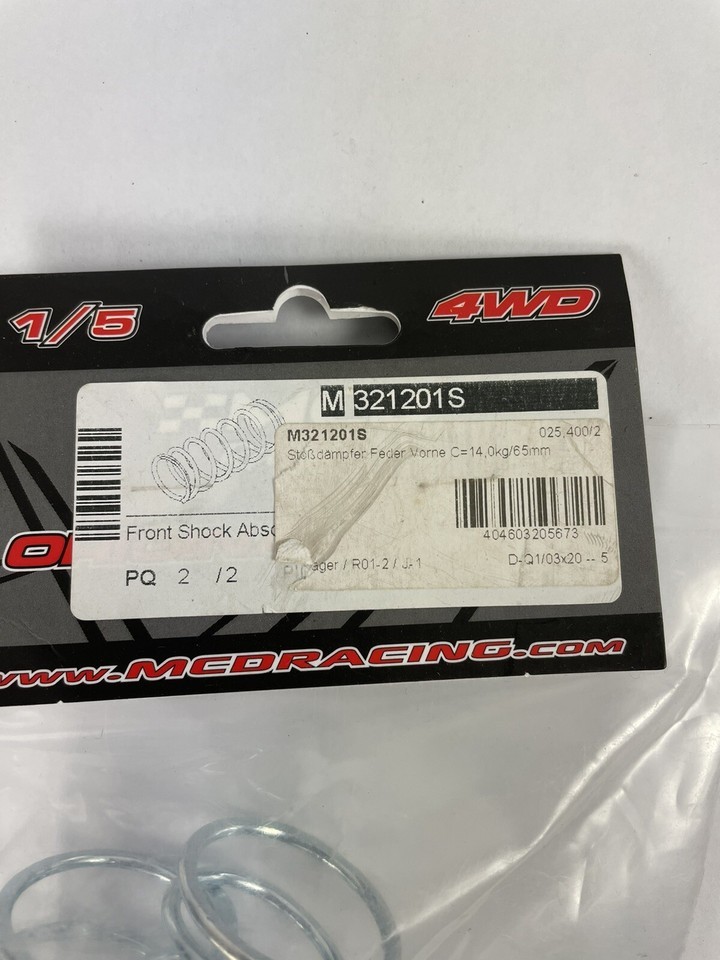 1/5
4WD
M 321201S
M321201S
025,400/2
Stoßdämpfer Feder Vorne C=14,0kg/65mm
404603205673
Front Shock Abso
PQ 2 /2
ager / R01-2 / J-1
D-Q1/03x20 -- 5
www.MCDRACING.COM